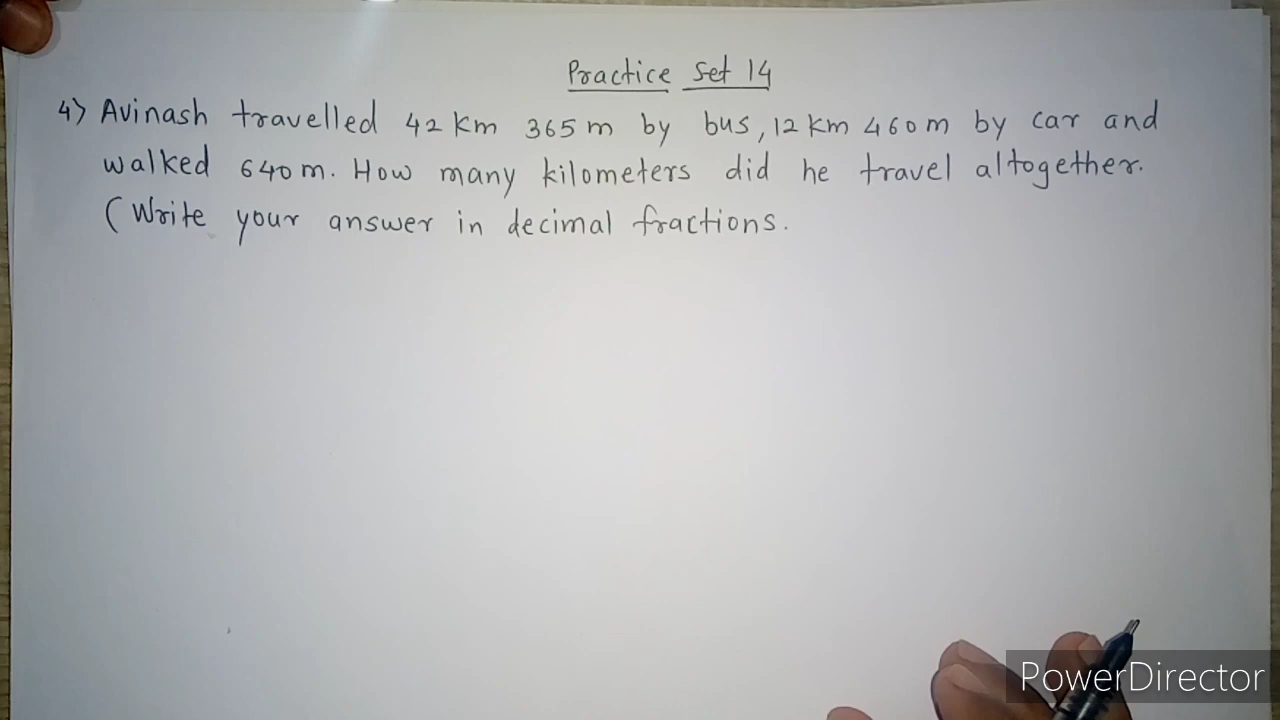 Practice Set 14
4) Avinash travelled 42 km 365 m by bus, 12 km 460 m by car and
walked 640 m. How many kilometers did he travel altogether.
(Write your answer in decimal fractions.
PowerDirector